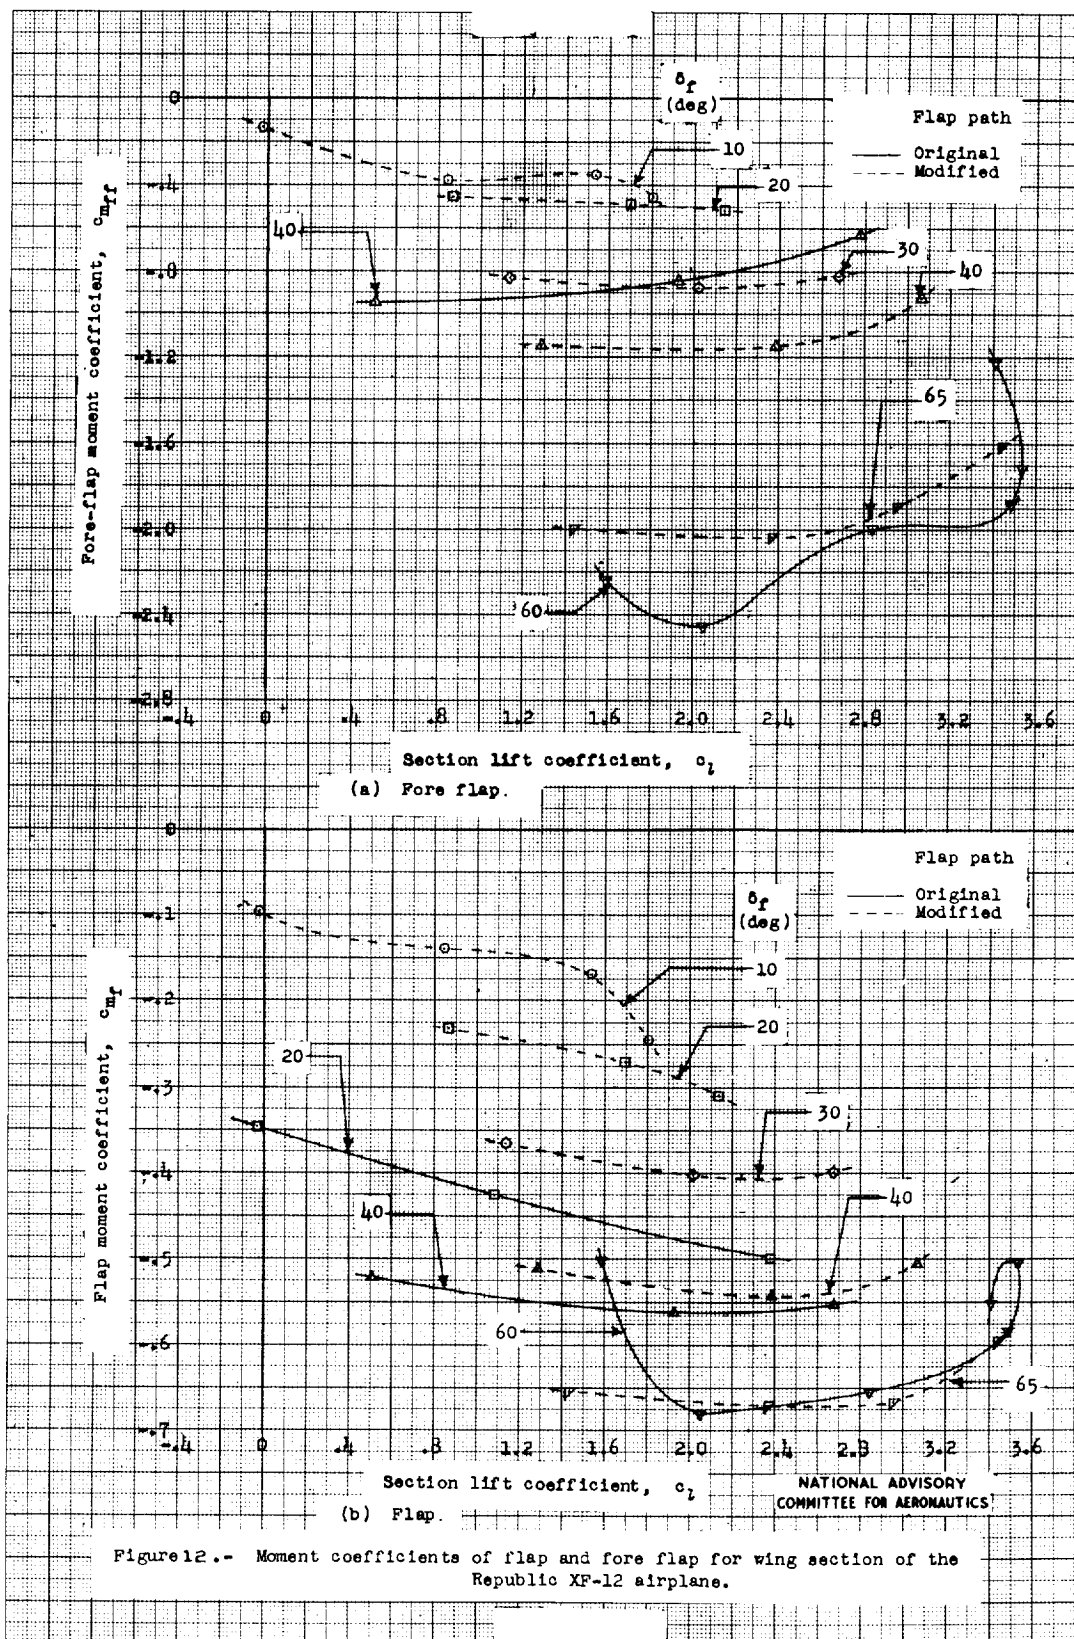 δf
(deg)
Flap path
Original
Modified
0
-.4
-.8
-1.2
-1.6
-2.0
-2.4
-2.8
Fore-flap moment coefficient, cmff
10
20
40
30
40
65
60
-.4 0 .4 .8 1.2 1.6 2.0 2.4 2.8 3.2 3.6
Section lift coefficient, cl
(a) Fore flap.
0
-.1
-.2
-.3
-.4
-.5
-.6
-.7
Flap moment coefficient, cmf
Flap path
Original
Modified
δf
(deg)
10
20
20
30
40
40
60
65
-.4 0 .4 .8 1.2 1.6 2.0 2.4 2.8 3.2 3.6
Section lift coefficient, cl
(b) Flap.
NATIONAL ADVISORY
COMMITTEE FOR AERONAUTICS
Figure 12.- Moment coefficients of flap and fore flap for wing section of the
Republic XF-12 airplane.